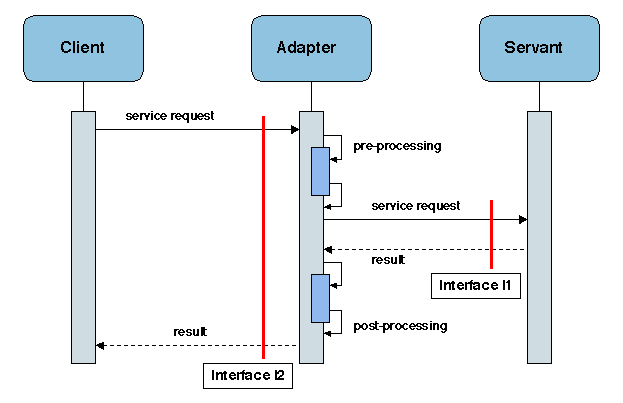 Client
Adapter
Servant
service request
pre-processing
service request
result
Interface I1
post-processing
result
Interface I2